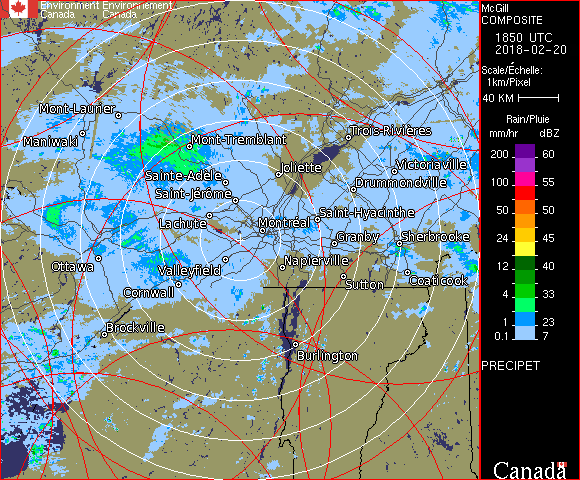 Environment Environnement
Canada Canada
McGill
COMPOSITE
1850 UTC
2018-02-20
Scale/Échelle:
1km/Pixel
40 KM
Rain/Pluie
mm/hr dBZ
200 60
100 55
50 50
24 45
12 40
4 33
1 23
0.1 7
PRECIPET
Canada
Mont-Laurier
Maniwaki
Mont-Tremblant
Trois-Rivières
Sainte-Adèle
Joliette
Victoriaville
Saint-Jérôme
Drummondville
Lachute
Montréal
Saint-Hyacinthe
Granby
Sherbrooke
Ottawa
Valleyfield
Napierville
Cornwall
Sutton
Coaticook
Brockville
Burlington